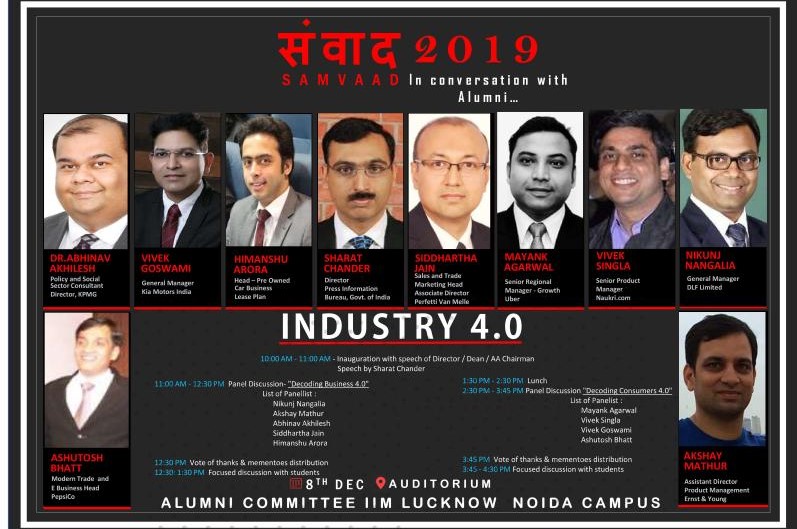 संवाद 2019
SAMVAAD In conversation with
Alumni...
DR.ABHINAV
AKHILESH
Policy and Social
Sector Consultant
Director, KPMG
VIVEK
GOSWAMI
General Manager
Kia Motors India
HIMANSHU
ARORA
Head – Pre Owned
Car Business
Lease Plan
SHARAT
CHANDER
Director
Press Information
Bureau, Govt. of India
SIDDHARTHA
JAIN
Sales and Trade
Marketing Head
Associate Director
Perfetti Van Melle
MAYANK
AGARWAL
Senior Regional
Manager - Growth
Uber
VIVEK
SINGLA
Senior Product
Manager
Naukri.com
NIKUNJ
NANGALIA
General Manager
DLF Limited
INDUSTRY 4.0
10:00 AM - 11:00 AM - Inauguration with speech of Director / Dean / AA Chairman
Speech by Sharat Chander
11:00 AM - 12:30 PM Panel Discussion- "Decoding Business 4.0"
List of Panellist :
Nikunj Nangalia
Akshay Mathur
Abhinav Akhilesh
Siddhartha Jain
Himanshu Arora
12:30 PM Vote of thanks & mementoes distribution
12:30: 1:30 PM Focused discussion with students
1:30 PM - 2:30 PM Lunch
2:30 PM - 3:45 PM Panel Discussion "Decoding Consumers 4.0"
List of Panelist :
Mayank Agarwal
Vivek Singla
Vivek Goswami
Ashutosh Bhatt
3:45 PM Vote of thanks & mementoes distribution
3:45 - 4:30 PM Focused discussion with students
ASHUTOSH
BHATT
Modern Trade and
E Business Head
PepsiCo
AKSHAY
MATHUR
Assistant Director
Product Management
Ernst & Young
8TH DEC AUDITORIUM
ALUMNI COMMITTEE IIM LUCKNOW NOIDA CAMPUS